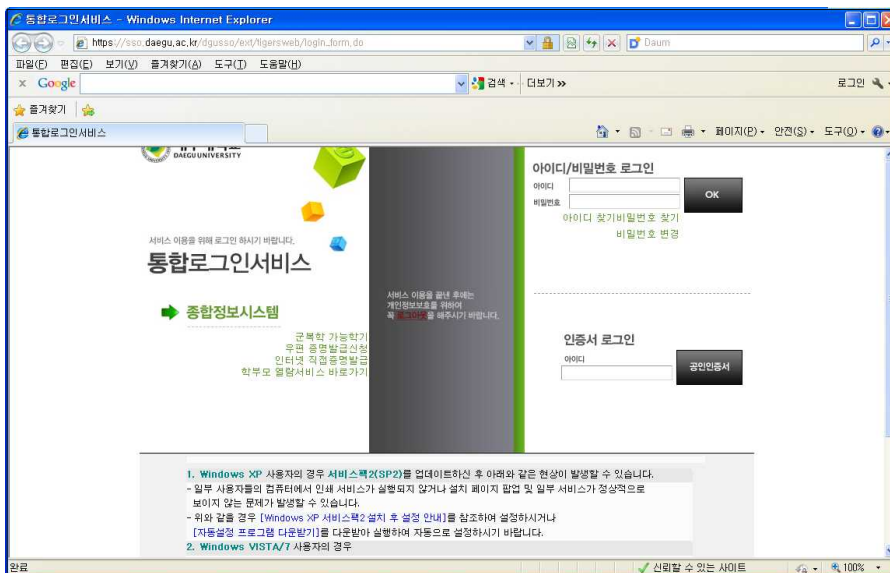 통합로그인서비스 - Windows Internet Explorer
https://sso.daegu.ac.kr/dgusso/ext/tigersweb/login_form.do
Daum
파일(F) 편집(E) 보기(V) 즐겨찾기(A) 도구(T) 도움말(H)
x Google 검색 더보기 » 로그인
즐겨찾기
통합로그인서비스 페이지(P) 안전(S) 도구(O)
DAEGU UNIVERSITY
서비스 이용을 위해 로그인 하시기 바랍니다.
통합로그인서비스
종합정보시스템
군복학 가능학기
우편 증명발급신청
인터넷 직접증명발급
학부모 열람서비스 바로가기
서비스 이용을 끝낸 후에는
개인정보보호를 위하여
꼭 로그아웃을 해주시기 바랍니다.
아이디/비밀번호 로그인
아이디
비밀번호
OK
아이디 찾기비밀번호 찾기
비밀번호 변경
인증서 로그인
아이디
공인인증서
1. Windows XP 사용자의 경우 서비스팩2(SP2)를 업데이트하신 후 아래와 같은 현상이 발생할 수 있습니다.
- 일부 사용자들의 컴퓨터에서 인쇄 서비스가 실행되지 않거나 설치 페이지 팝업 및 일부 서비스가 정상적으로
보이지 않는 문제가 발생할 수 있습니다.
- 위와 같을 경우 [Windows XP 서비스팩2 설치 후 설정 안내]를 참조하여 설정하시거나
[자동설정 프로그램 다운받기]를 다운받아 실행하여 자동으로 설정하시기 바랍니다.
2. Windows VISTA/7 사용자의 경우
완료 신뢰할 수 있는 사이트 100%